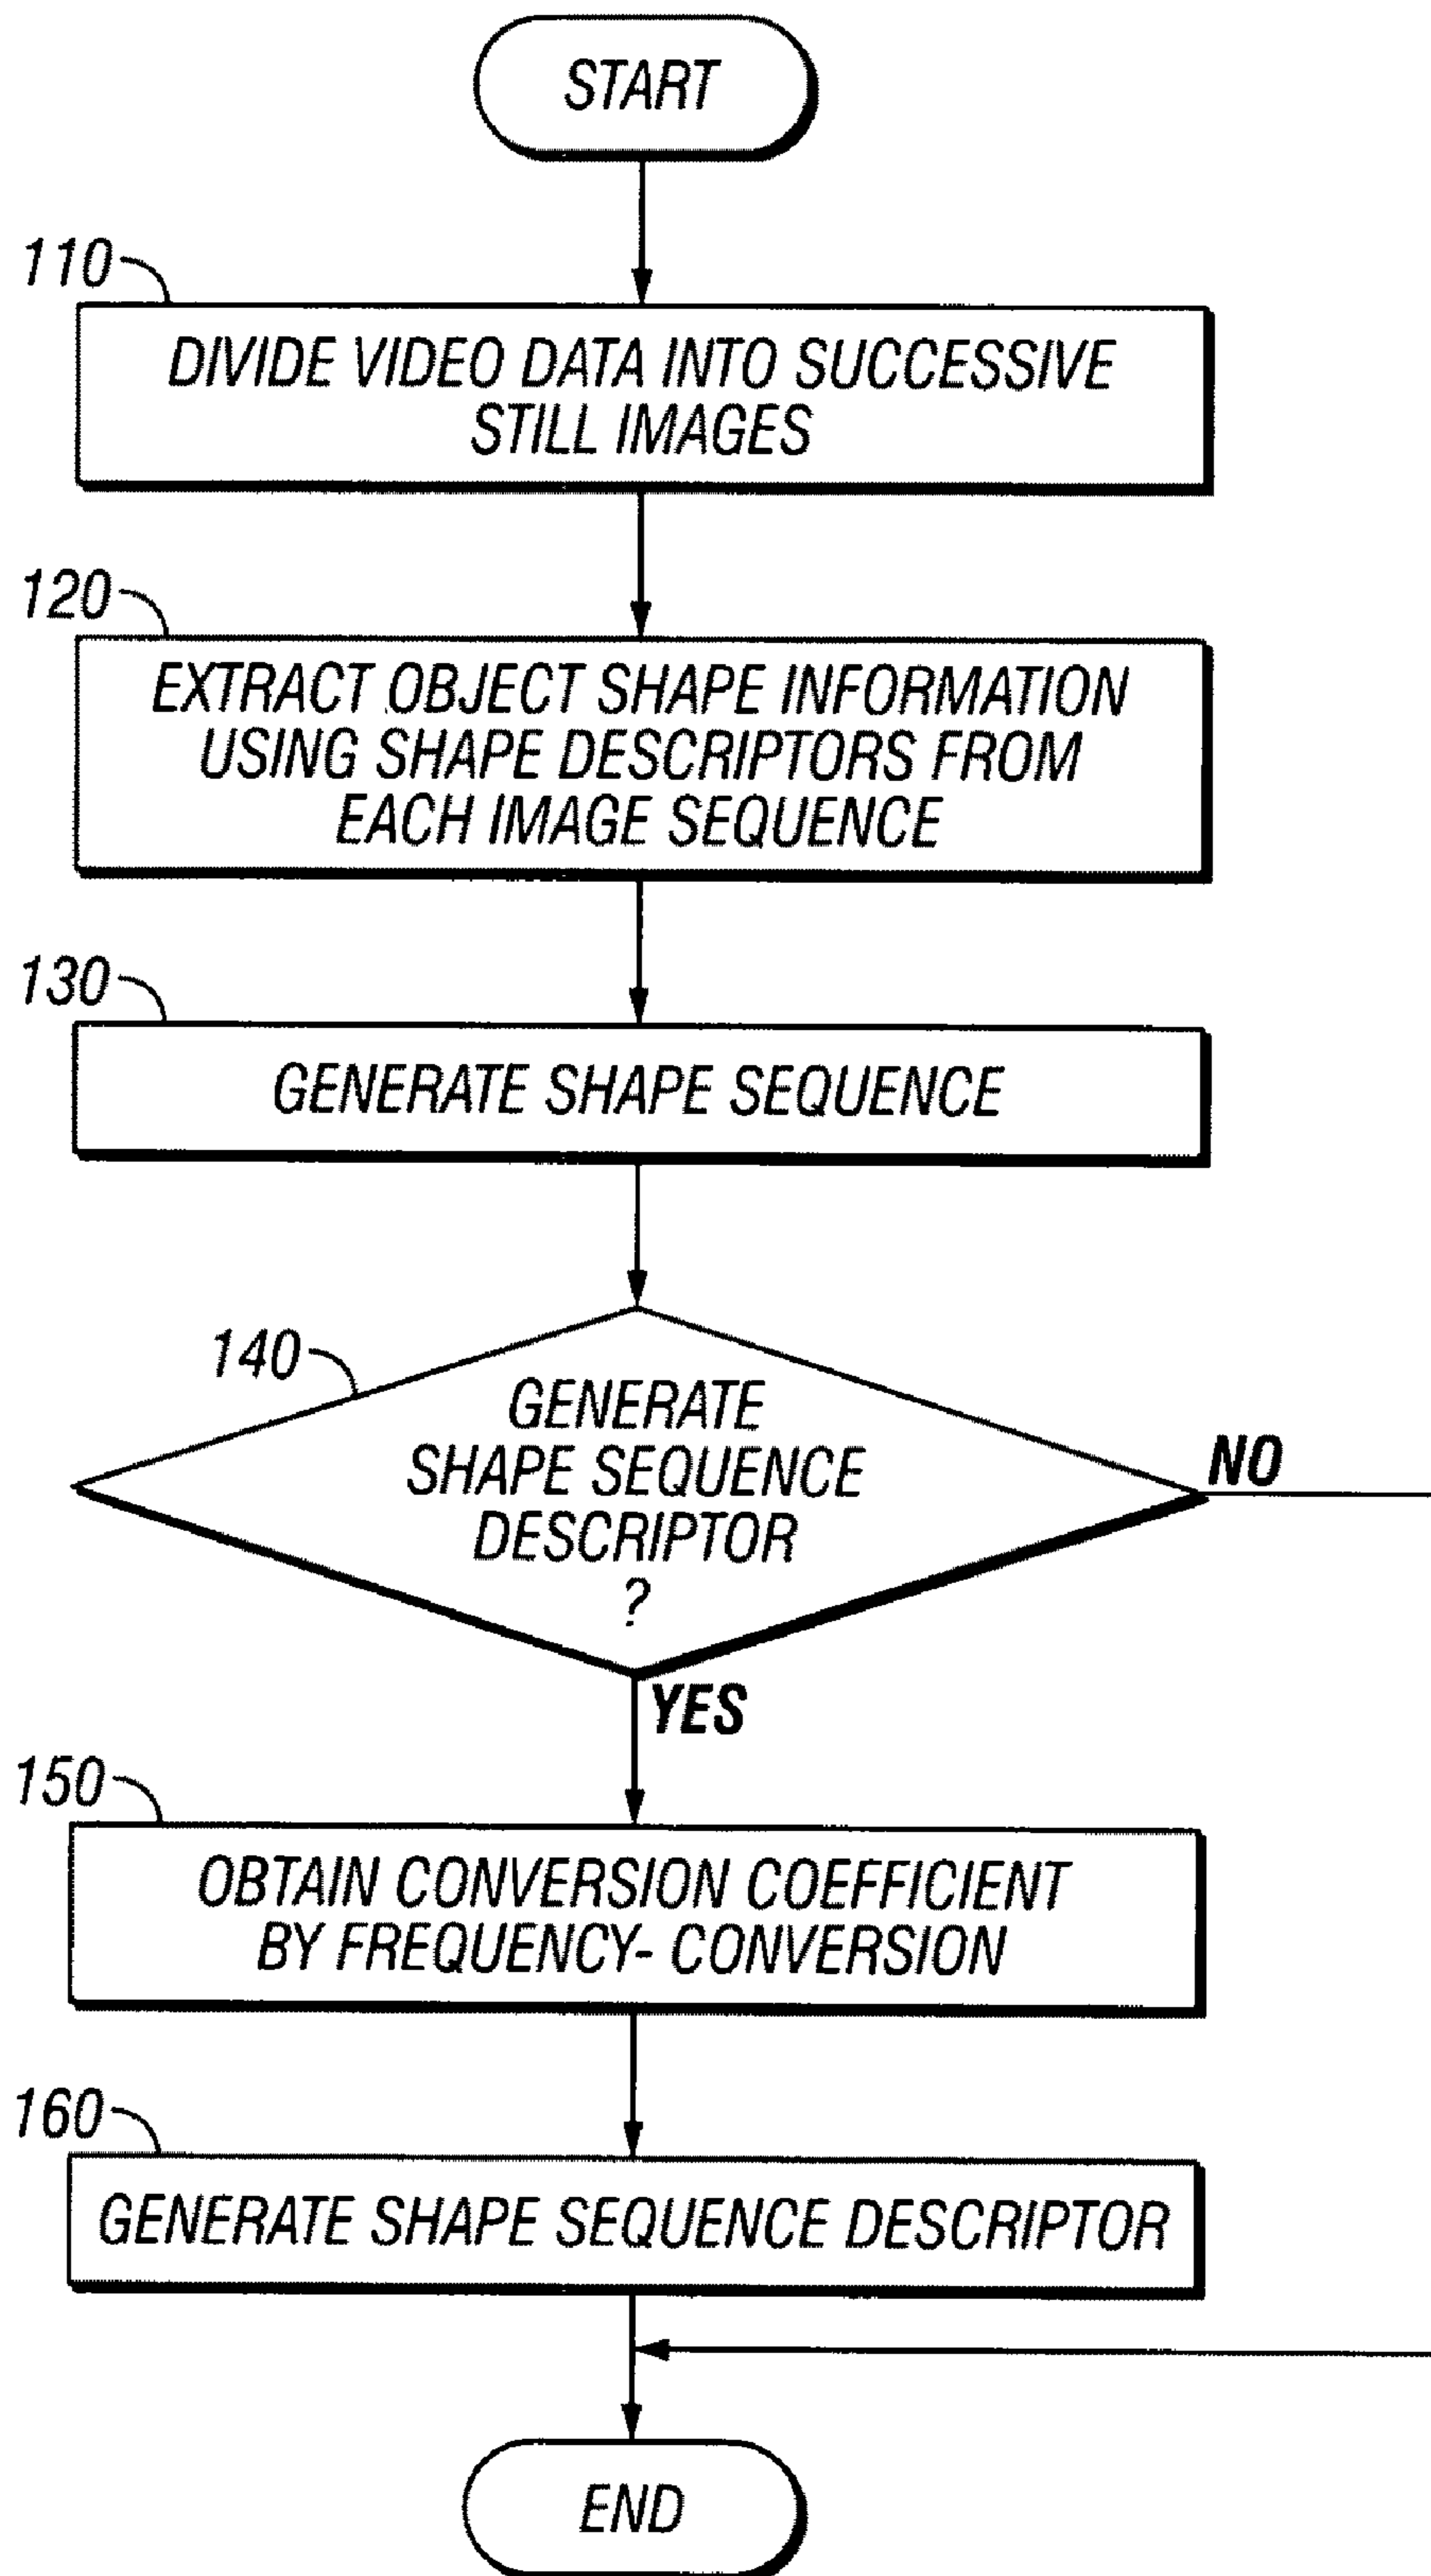 START
110
DIVIDE VIDEO DATA INTO SUCCESSIVE
STILL IMAGES
120
EXTRACT OBJECT SHAPE INFORMATION
USING SHAPE DESCRIPTORS FROM
EACH IMAGE SEQUENCE
130
GENERATE SHAPE SEQUENCE
140
GENERATE
SHAPE SEQUENCE
DESCRIPTOR
?
NO
YES
150
OBTAIN CONVERSION COEFFICIENT
BY FREQUENCY- CONVERSION
160
GENERATE SHAPE SEQUENCE DESCRIPTOR
END